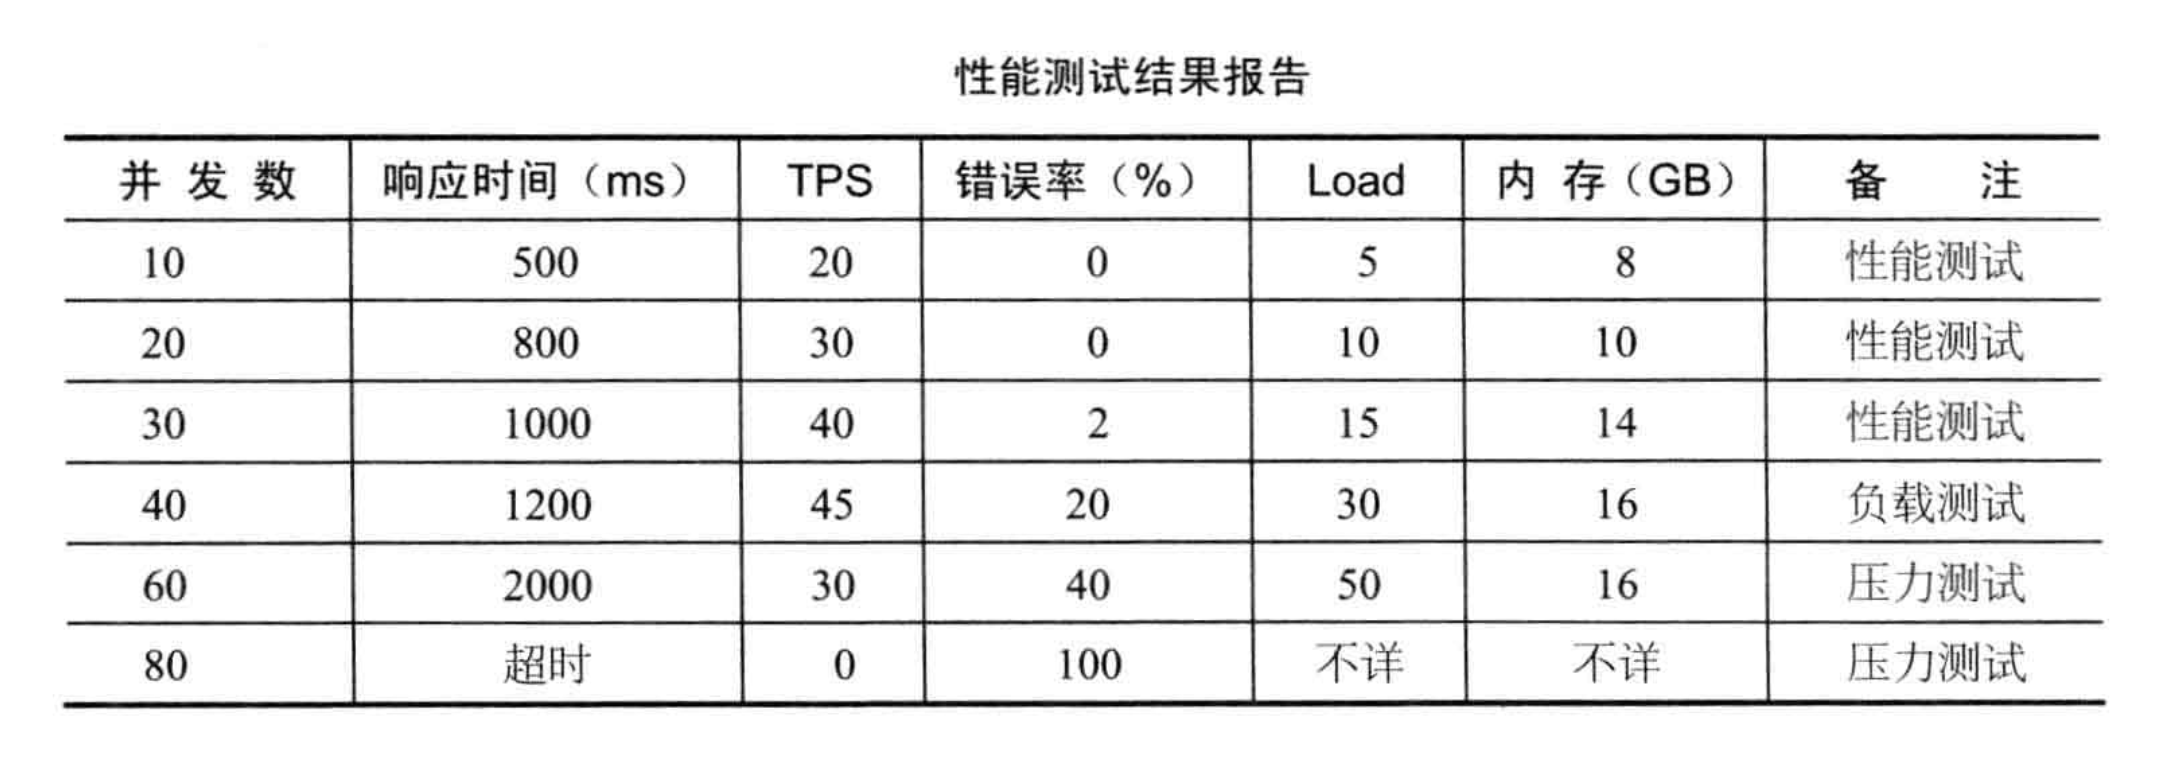 性能测试结果报告
并发数 响应时间（ms） TPS 错误率（%） Load 内存（GB） 备注
10 500 20 0 5 8 性能测试
20 800 30 0 10 10 性能测试
30 1000 40 2 15 14 性能测试
40 1200 45 20 30 16 负载测试
60 2000 30 40 50 16 压力测试
80 超时 0 100 不详 不详 压力测试